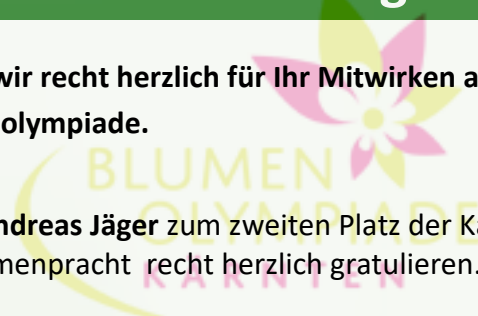 wir recht herzlich für Ihr Mitwirken a
olympiade.
BLUMEN
ndreas Jäger zum zweiten Platz der Kä
OLYMPIADE
menpracht recht herzlich gratulieren.
KÄRNTEN